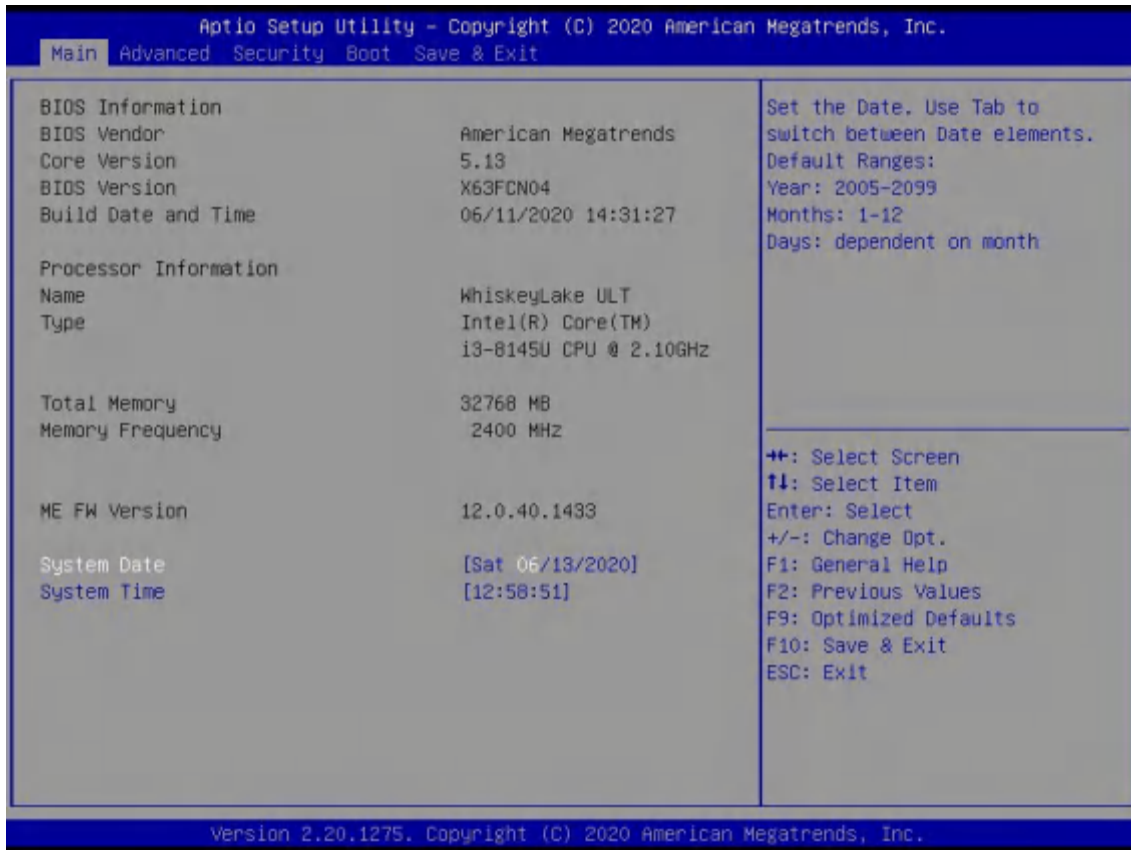 Aptio Setup Utility – Copyright (C) 2020 American Megatrends, Inc.
Main Advanced Security Boot Save & Exit
BIOS Information
BIOS Vendor American Megatrends
Core Version 5.13
BIOS Version X63FCN04
Build Date and Time 06/11/2020 14:31:27
Processor Information
Name WhiskeyLake ULT
Type Intel(R) Core(TM)
i3-8145U CPU @ 2.10GHz
Total Memory 32768 MB
Memory Frequency 2400 MHz
ME FW Version 12.0.40.1433
System Date [Sat 06/13/2020]
System Time [12:58:51]
Set the Date. Use Tab to
switch between Date elements.
Default Ranges:
Year: 2005-2099
Months: 1-12
Days: dependent on month
→←: Select Screen
↑↓: Select Item
Enter: Select
+/-: Change Opt.
F1: General Help
F2: Previous Values
F9: Optimized Defaults
F10: Save & Exit
ESC: Exit
Version 2.20.1275. Copyright (C) 2020 American Megatrends, Inc.